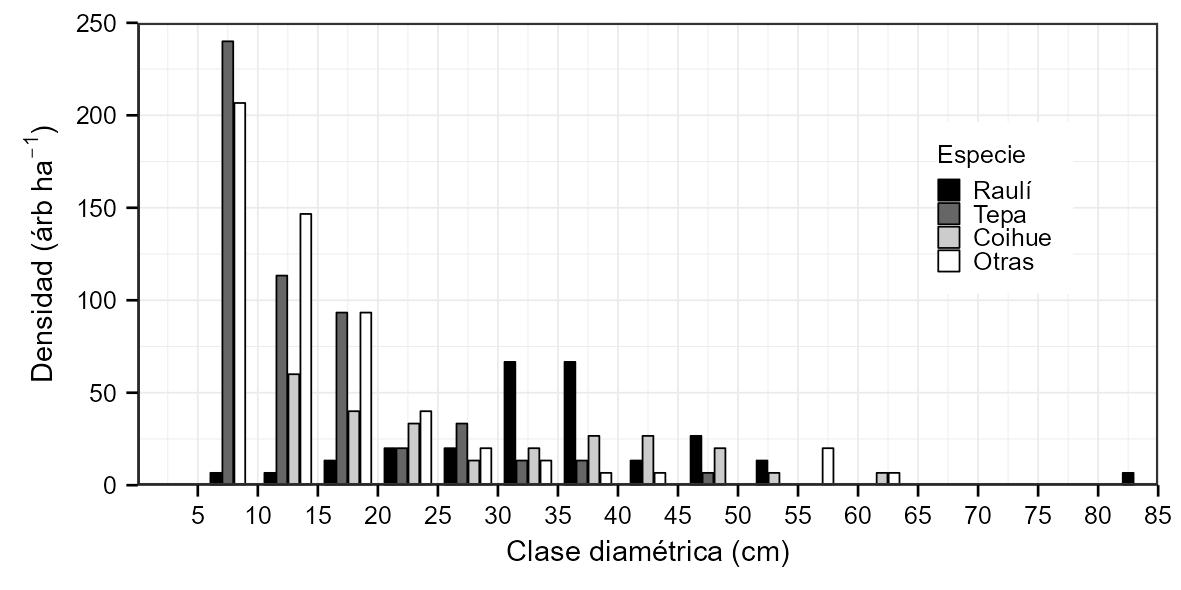 250
200
150
100
50
0
Densidad (árb ha⁻¹)
Especie
Raulí
Tepa
Coihue
Otras
5 10 15 20 25 30 35 40 45 50 55 60 65 70 75 80 85
Clase diamétrica (cm)